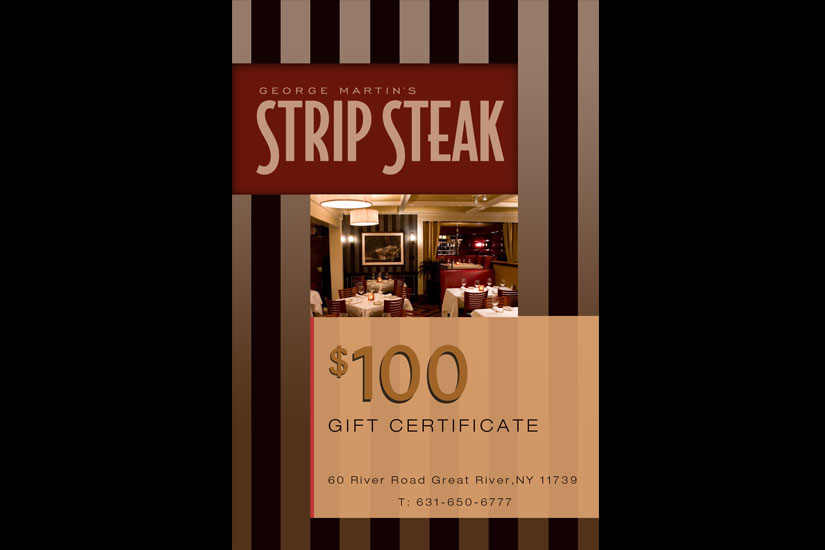 GEORGE MARTIN'S
STRIP STEAK
$100
GIFT CERTIFICATE
60 River Road Great River,NY 11739
T: 631-650-6777